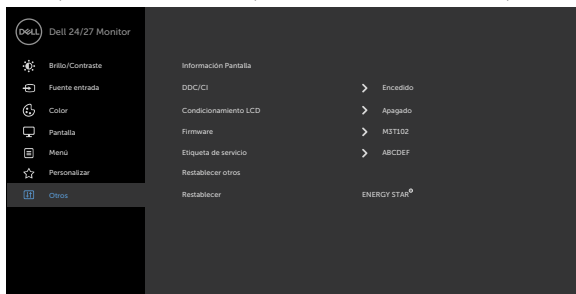 DELL Dell 24/27 Monitor
Brillo/Contraste
Fuente entrada
Color
Pantalla
Menú
Personalizar
Otros
Información Pantalla
DDC/CI Encedido
Condicionamiento LCD Apagado
Firmware M3T102
Etiqueta de servicio ABCDEF
Restablecer otros
Restablecer ENERGY STAR®